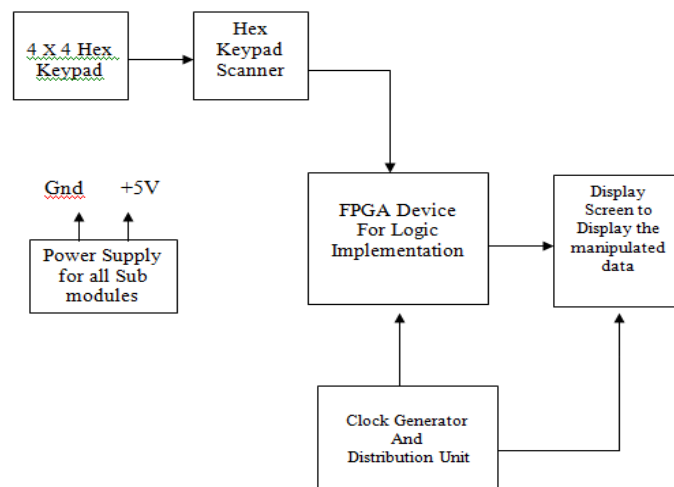 4 X 4 Hex
Keypad
Hex
Keypad
Scanner
Gnd +5V
Power Supply
for all Sub
modules
FPGA Device
For Logic
Implementation
Display
Screen to
Display the
manipulated
data
Clock Generator
And
Distribution Unit